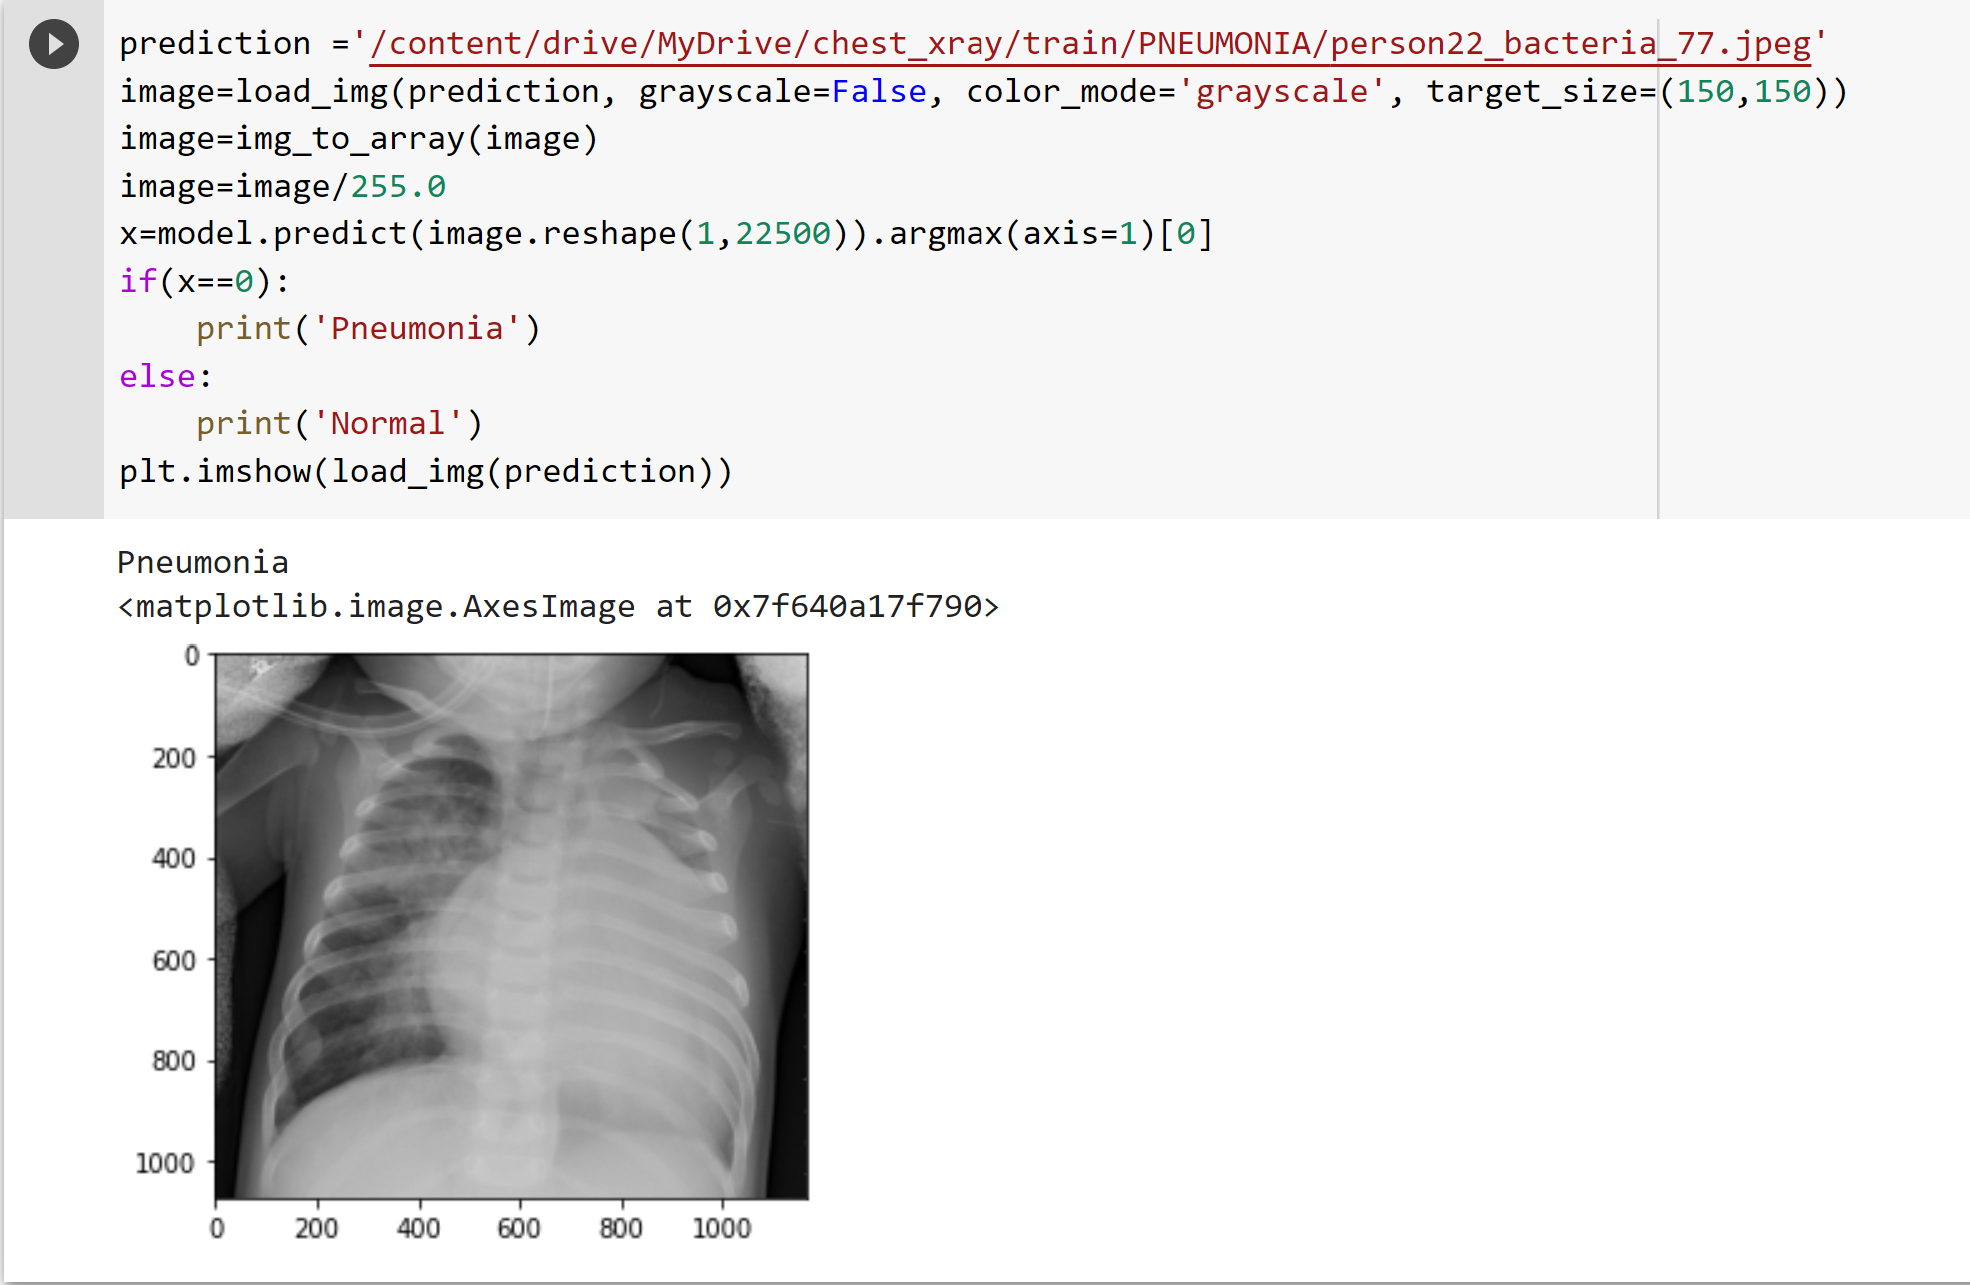 prediction ='/content/drive/MyDrive/chest_xray/train/PNEUMONIA/person22_bacteria_77.jpeg'
image=load_img(prediction, grayscale=False, color_mode='grayscale', target_size=(150,150))
image=img_to_array(image)
image=image/255.0
x=model.predict(image.reshape(1,22500)).argmax(axis=1)[0]
if(x==0):
    print('Pneumonia')
else:
    print('Normal')
plt.imshow(load_img(prediction))
Pneumonia
<matplotlib.image.AxesImage at 0x7f640a17f790>
0
200
400
600
800
1000
0 200 400 600 800 1000